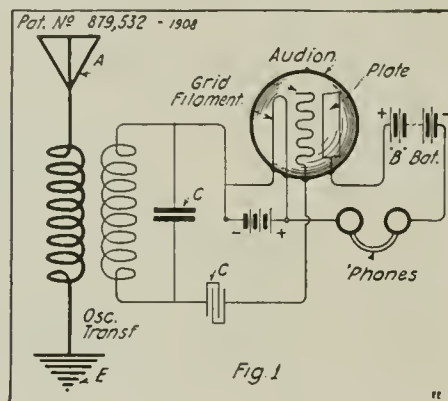 Pat. Nº 879,532 - 1908
A
Audion
Grid
Plate
Filament
+
-
"B" Bat.
C
- +
C
'Phones
Osc.
Transf
E
Fig. 1